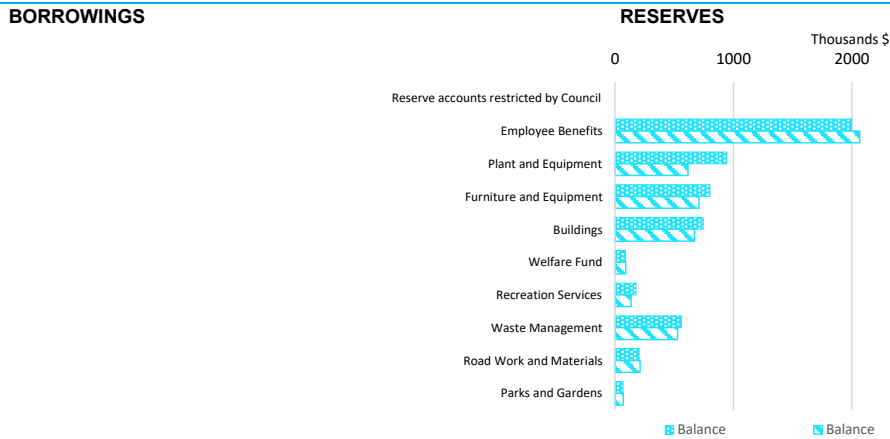 BORROWINGS
RESERVES
Thousands $
0 1000 2000
Reserve accounts restricted by Council
Employee Benefits
Plant and Equipment
Furniture and Equipment
Buildings
Welfare Fund
Recreation Services
Waste Management
Road Work and Materials
Parks and Gardens
Balance Balance